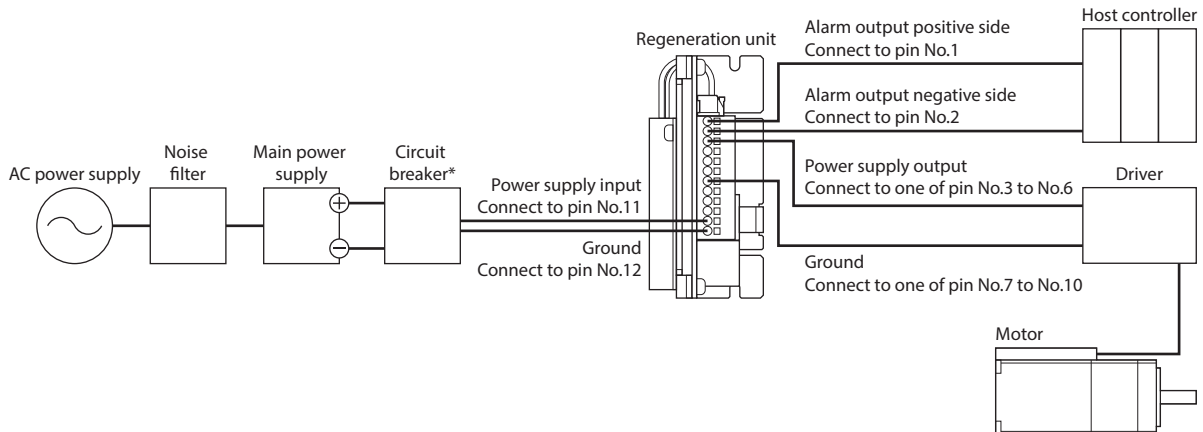 AC power supply
Noise
filter
Main power
supply
+
−
Circuit
breaker*
Power supply input
Connect to pin No.11
Ground
Connect to pin No.12
Regeneration unit
Alarm output positive side
Connect to pin No.1
Alarm output negative side
Connect to pin No.2
Power supply output
Connect to one of pin No.3 to No.6
Ground
Connect to one of pin No.7 to No.10
Host controller
Driver
Motor